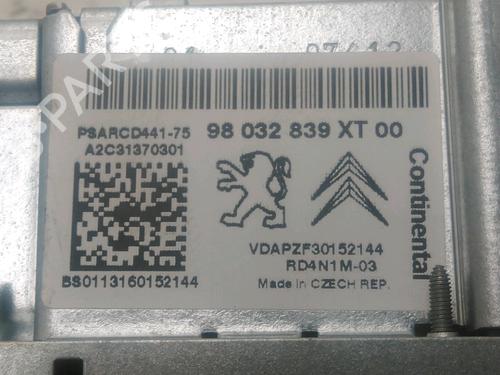 PSARCD441-75
98 032 839 XT 00
A2C31370301
Continental
VDAPZF30152144
RD4N1M-03
BS0113160152144
Made in CZECH REP.